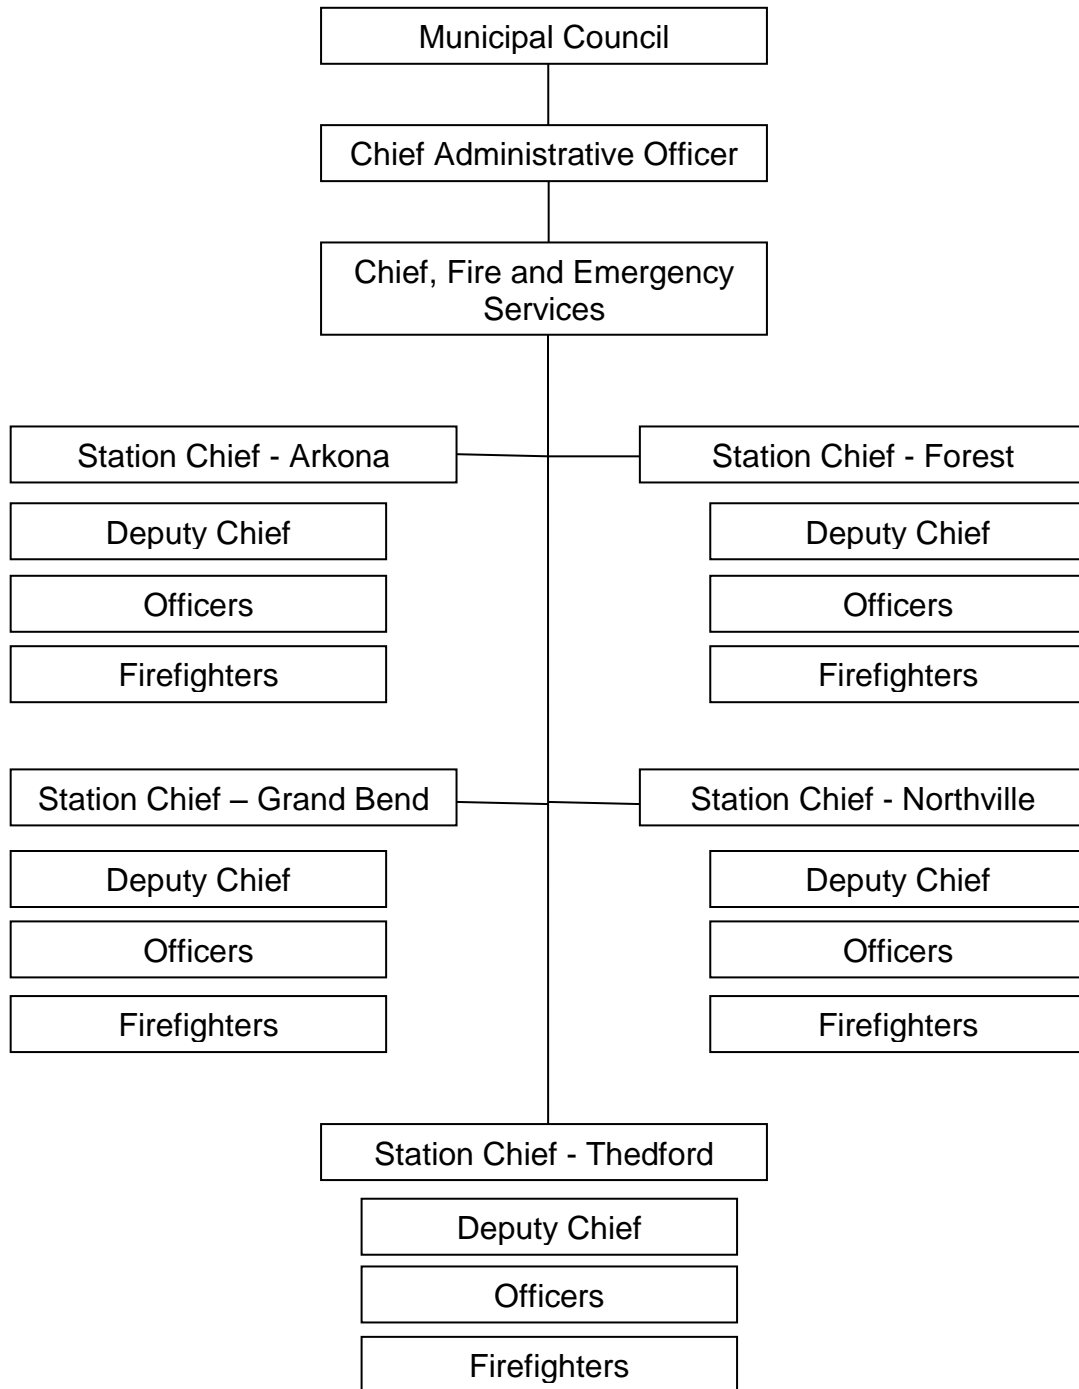 Municipal Council
Chief Administrative Officer
Chief, Fire and Emergency
Services
Station Chief - Arkona
Deputy Chief
Officers
Firefighters
Station Chief - Forest
Deputy Chief
Officers
Firefighters
Station Chief – Grand Bend
Deputy Chief
Officers
Firefighters
Station Chief - Northville
Deputy Chief
Officers
Firefighters
Station Chief - Thedford
Deputy Chief
Officers
Firefighters